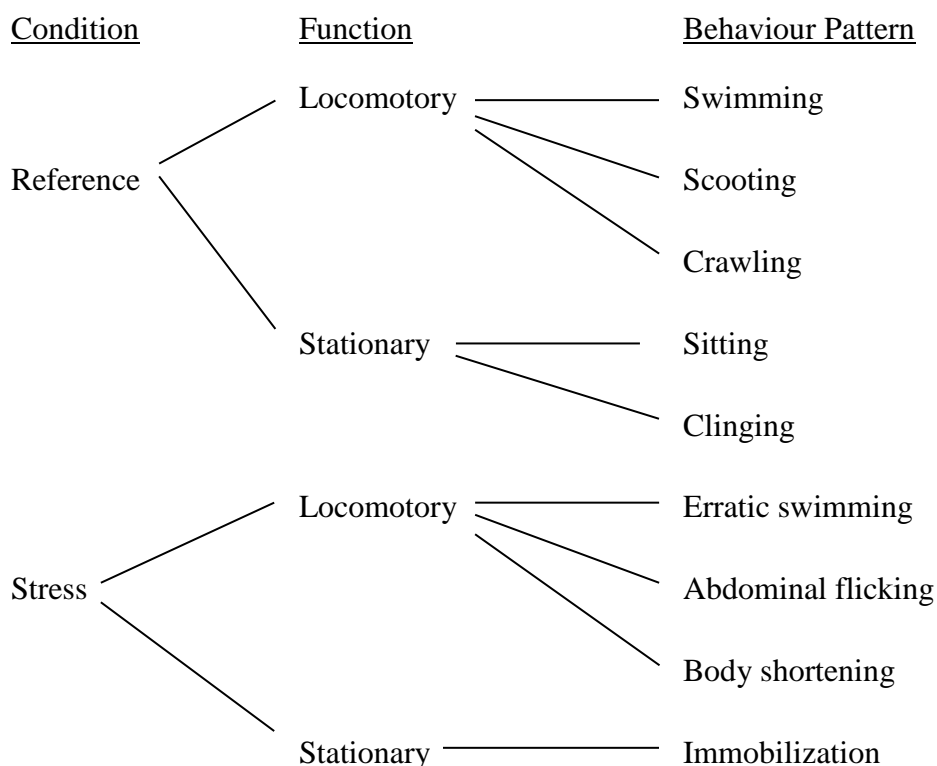 Condition Function Behaviour Pattern
Locomotory Swimming
Reference Scooting
Crawling
Stationary Sitting
Clinging
Locomotory Erratic swimming
Stress Abdominal flicking
Body shortening
Stationary Immobilization